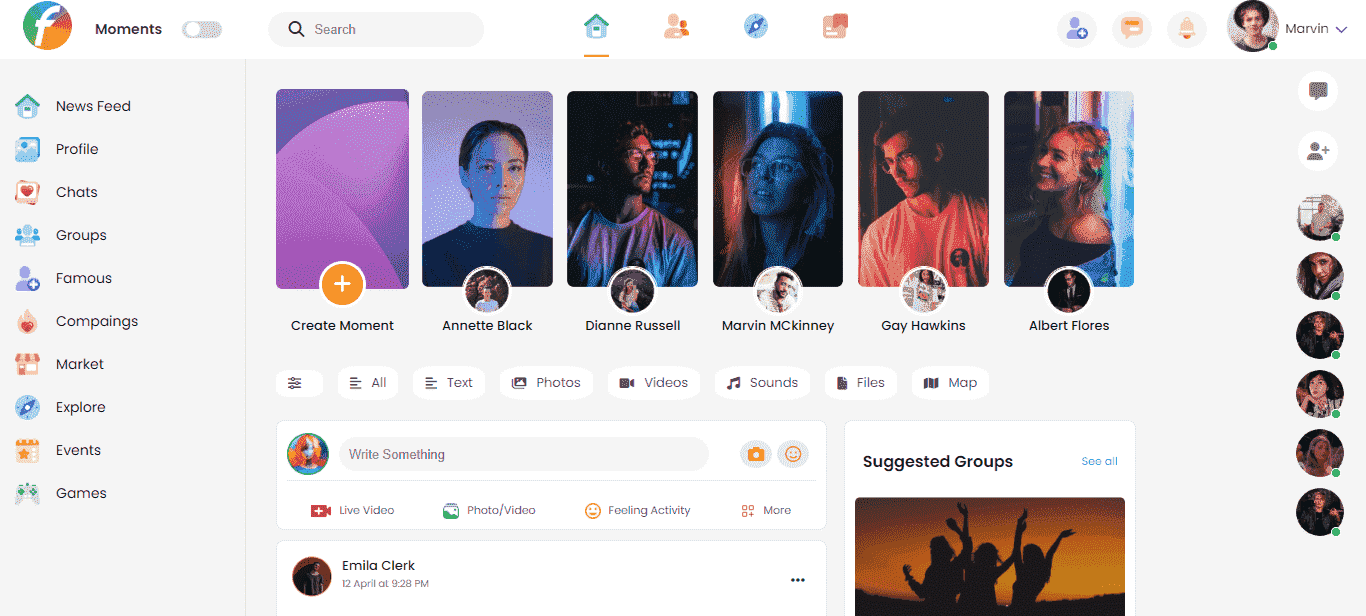 Moments
Search
Marvin
News Feed
Profile
Chats
Groups
Famous
Compaings
Market
Explore
Events
Games
Create Moment
Annette Black
Dianne Russell
Marvin MCkinney
Gay Hawkins
Albert Flores
All
Text
Photos
Videos
Sounds
Files
Map
Write Something
Live Video
Photo/Video
Feeling Activity
More
Emila Clerk
12 April at 9:28 PM
Suggested Groups
See all